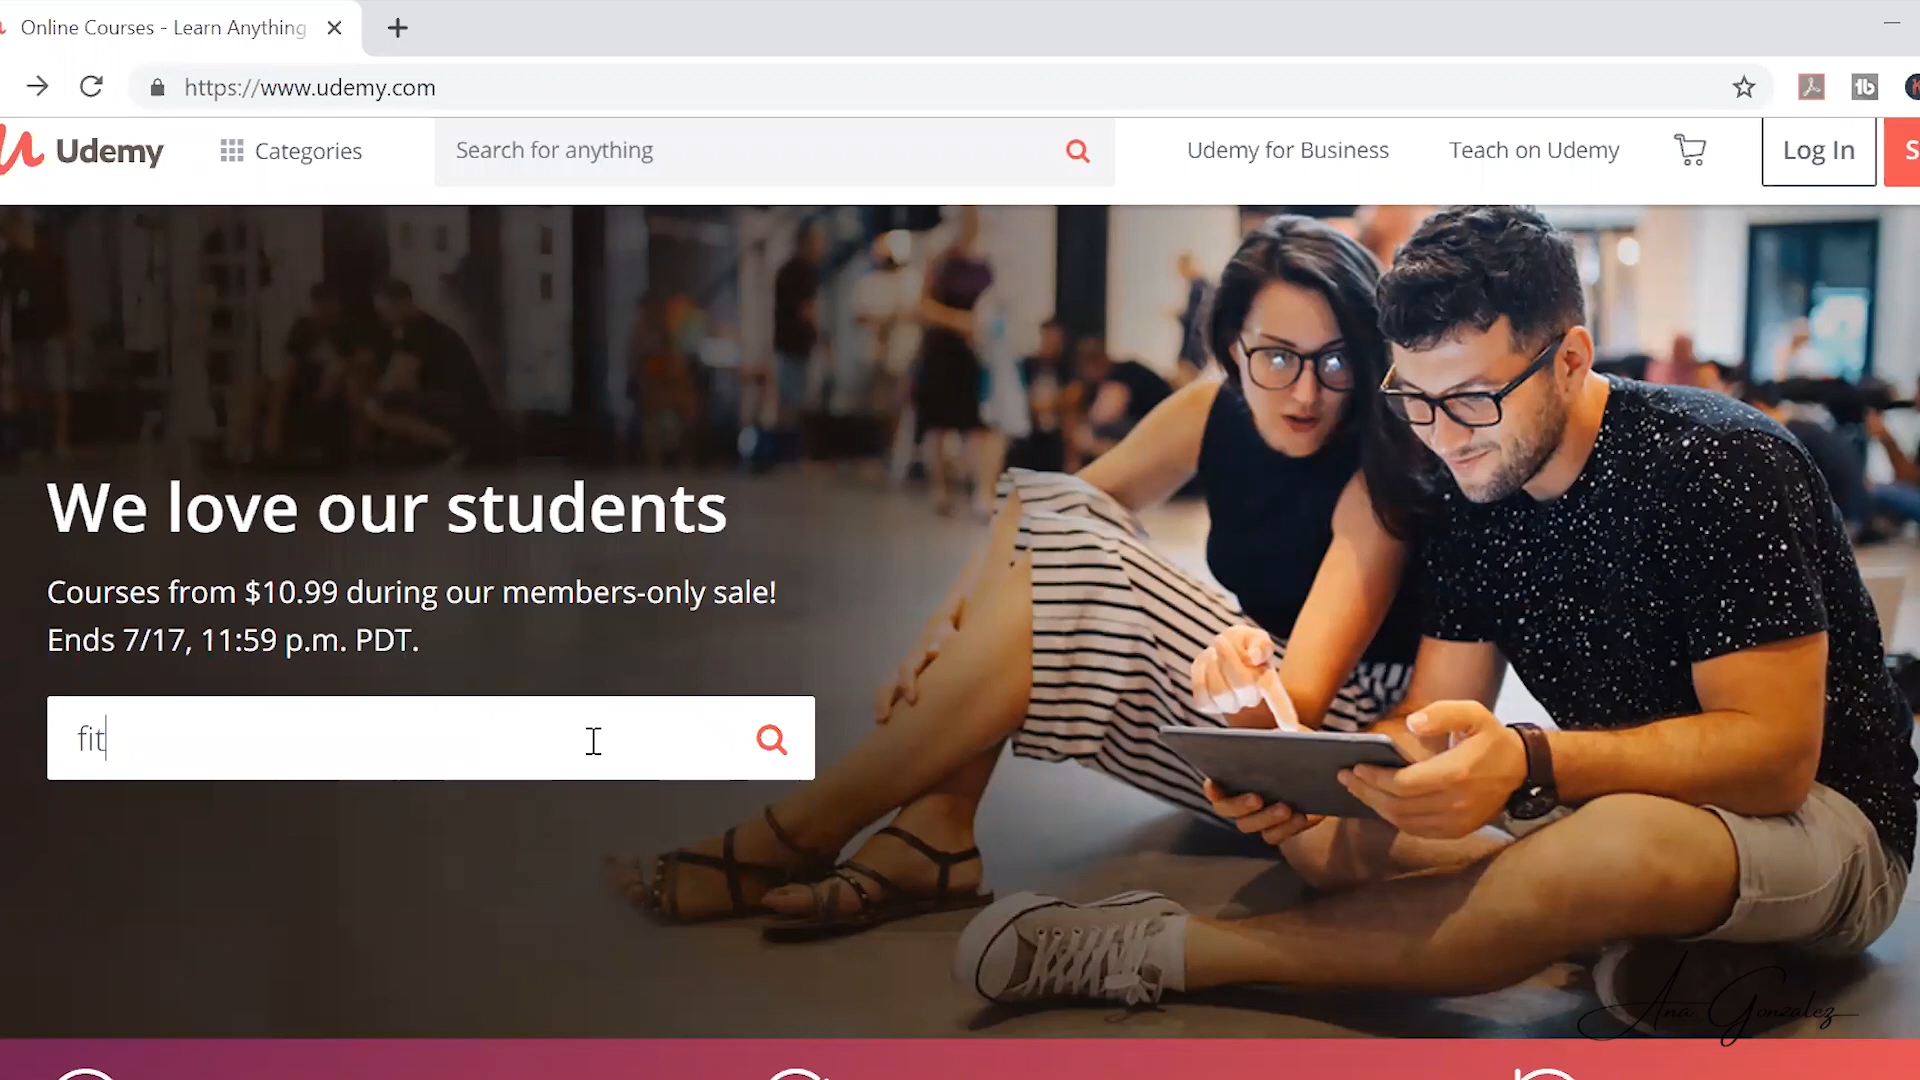 Online Courses - Learn Anything
https://www.udemy.com
Udemy
Categories
Search for anything
Udemy for Business
Teach on Udemy
Log In
S
We love our students
Courses from $10.99 during our members-only sale!
Ends 7/17, 11:59 p.m. PDT.
fit
Ana Gonzalez